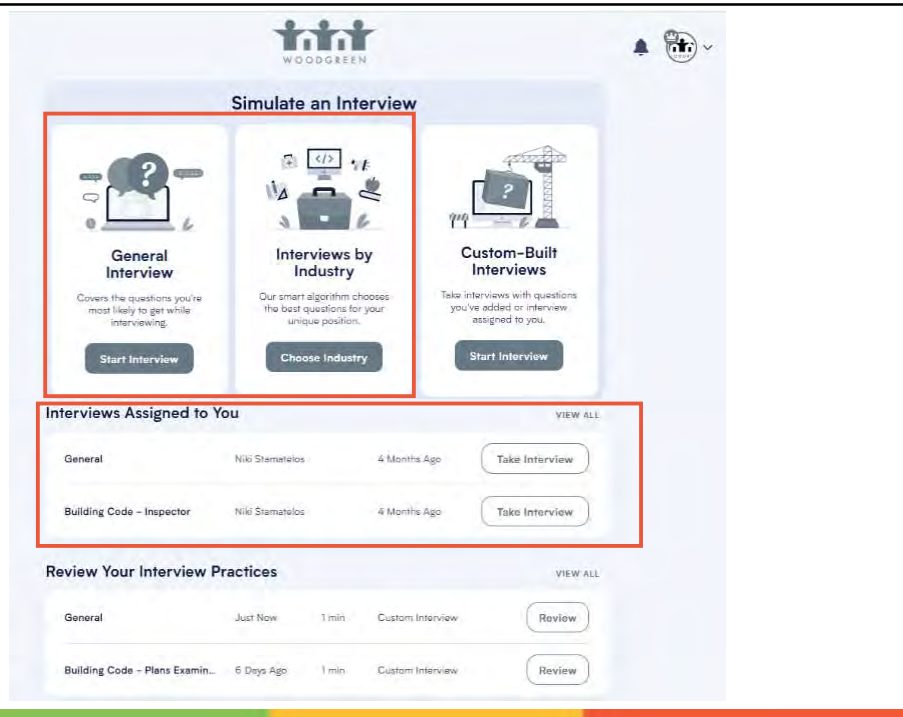 WOODGREEN
Simulate an Interview
?
</>
?
General
Interview
Covers the questions you're
most likely to get while
interviewing.
Start Interview
Interviews by
Industry
Our smart algorithm chooses
the best questions for your
unique position.
Choose Industry
Custom-Built
Interviews
Take interviews with questions
you've added or interview
assigned to you.
Start Interview
Interviews Assigned to You VIEW ALL
General Niki Stamatelos 4 Months Ago Take Interview
Building Code – Inspector Niki Stamatelos 4 Months Ago Take Interview
Review Your Interview Practices VIEW ALL
General Just Now 1 min Custom Interview Review
Building Code – Plans Examin... 6 Days Ago 1 min Custom Interview Review